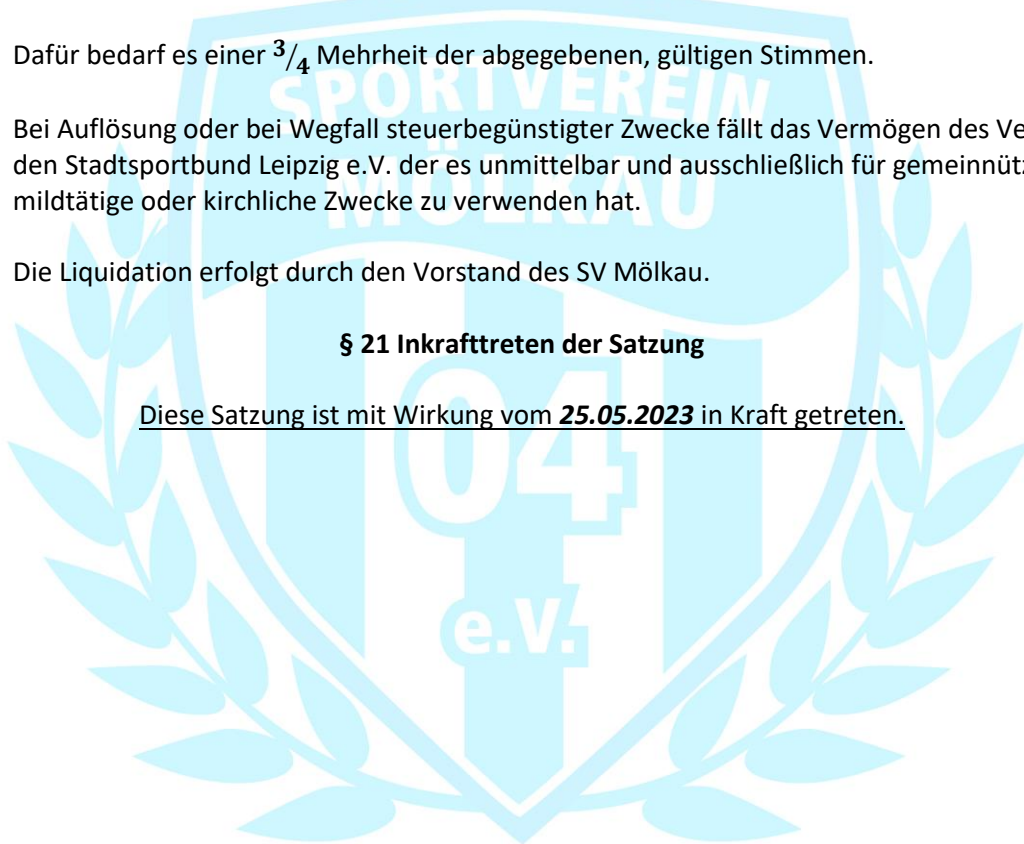 Dafür bedarf es einer 3/4 Mehrheit der abgegebenen, gültigen Stimmen.
SPORTVEREIN
Bei Auflösung oder bei Wegfall steuerbegünstigter Zwecke fällt das Vermögen des Ve
den Stadtsportbund Leipzig e.V. der es unmittelbar und ausschließlich für gemeinnütz
MÖLKAU
mildtätige oder kirchliche Zwecke zu verwenden hat.
Die Liquidation erfolgt durch den Vorstand des SV Mölkau.
§ 21 Inkrafttreten der Satzung
Diese Satzung ist mit Wirkung vom 25.05.2023 in Kraft getreten.
04
e.V.